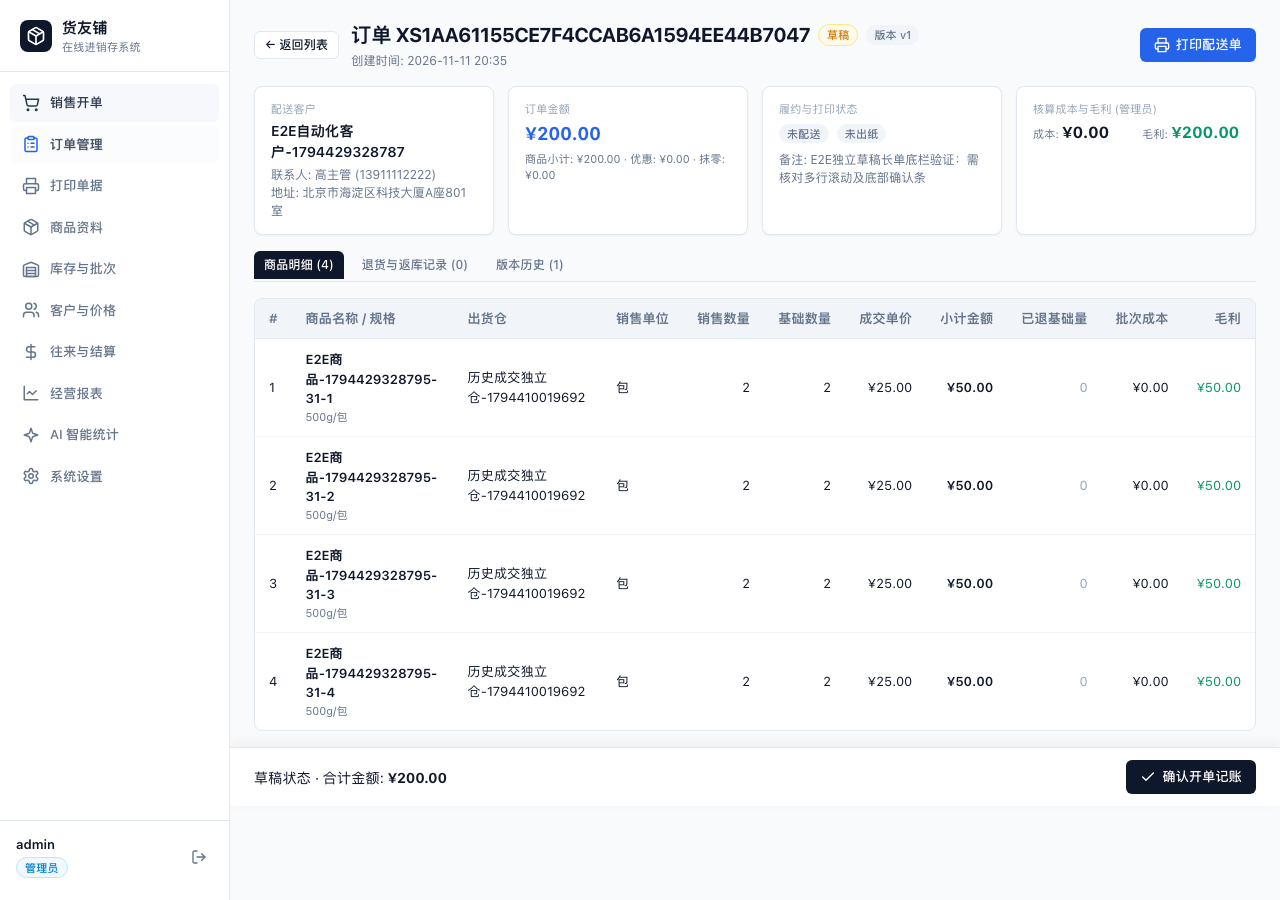 货友铺
在线进销存系统
销售开单
订单管理
打印单据
商品资料
库存与批次
客户与价格
往来与结算
经营报表
AI 智能统计
系统设置
admin
管理员
← 返回列表
订单 XS1AA61155CE7F4CCAB6A1594EE44B7047 草稿 版本 v1
创建时间: 2026-11-11 20:35
打印配送单
配送客户
E2E自动化客
户-1794429328787
联系人: 高主管 (13911112222)
地址: 北京市海淀区科技大厦A座801
室
订单金额
¥200.00
商品小计: ¥200.00 · 优惠: ¥0.00 · 抹零:
¥0.00
履约与打印状态
未配送 未出纸
备注: E2E独立草稿长单底栏验证：需
核对多行滚动及底部确认条
核算成本与毛利 (管理员)
成本: ¥0.00 毛利: ¥200.00
商品明细 (4) 退货与返库记录 (0) 版本历史 (1)
# 商品名称 / 规格 出货仓 销售单位 销售数量 基础数量 成交单价 小计金额 已退基础量 批次成本 毛利
1 E2E商
品-1794429328795-
31-1
500g/包
历史成交独立
仓-1794410019692
包 2 2 ¥25.00 ¥50.00 0 ¥0.00 ¥50.00
2 E2E商
品-1794429328795-
31-2
500g/包
历史成交独立
仓-1794410019692
包 2 2 ¥25.00 ¥50.00 0 ¥0.00 ¥50.00
3 E2E商
品-1794429328795-
31-3
500g/包
历史成交独立
仓-1794410019692
包 2 2 ¥25.00 ¥50.00 0 ¥0.00 ¥50.00
4 E2E商
品-1794429328795-
31-4
500g/包
历史成交独立
仓-1794410019692
包 2 2 ¥25.00 ¥50.00 0 ¥0.00 ¥50.00
草稿状态 · 合计金额: ¥200.00
确认开单记账